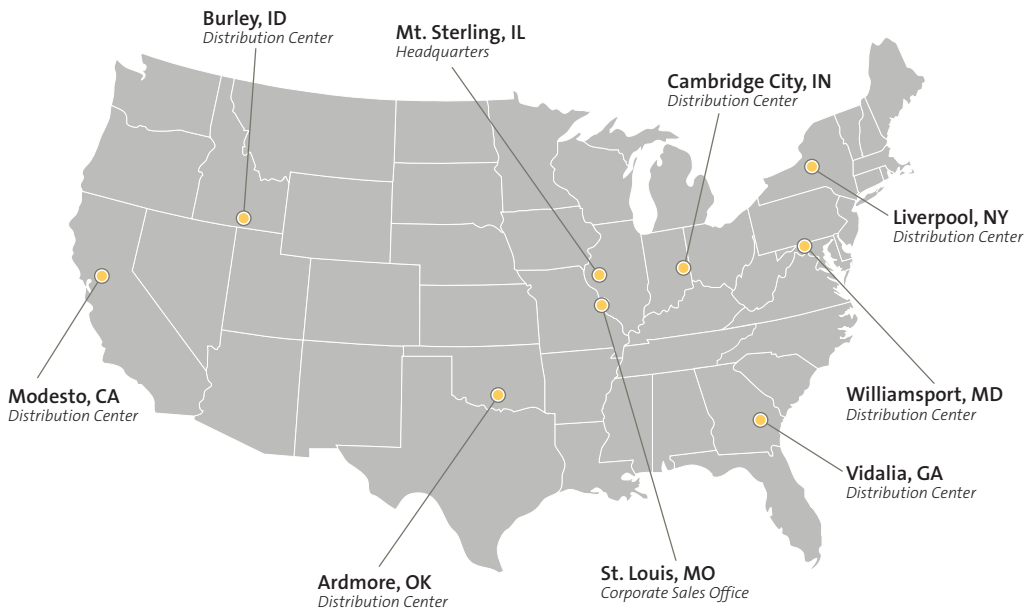 Burley, ID
Distribution Center
Mt. Sterling, IL
Headquarters
Cambridge City, IN
Distribution Center
Liverpool, NY
Distribution Center
Modesto, CA
Distribution Center
Williamsport, MD
Distribution Center
Vidalia, GA
Distribution Center
Ardmore, OK
Distribution Center
St. Louis, MO
Corporate Sales Office